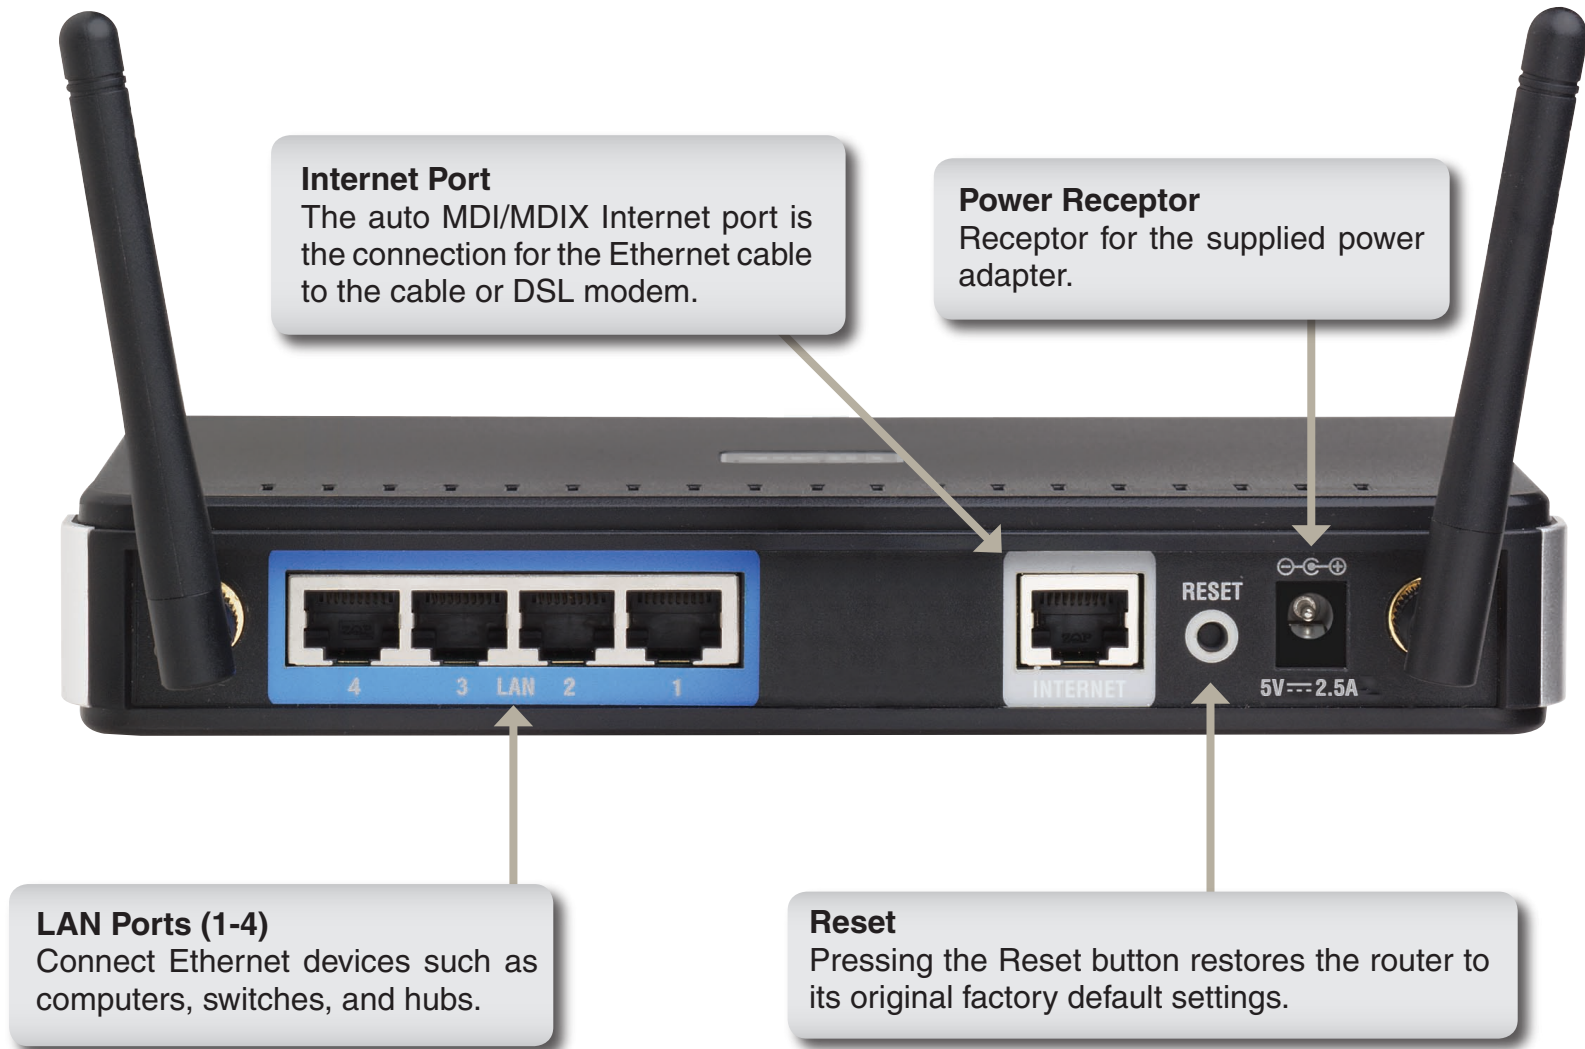 Internet Port
The auto MDI/MDIX Internet port is
the connection for the Ethernet cable
to the cable or DSL modem.
Power Receptor
Receptor for the supplied power
adapter.
RESET
4 3 LAN 2 1
INTERNET
5V⎓2.5A
LAN Ports (1-4)
Connect Ethernet devices such as
computers, switches, and hubs.
Reset
Pressing the Reset button restores the router to
its original factory default settings.